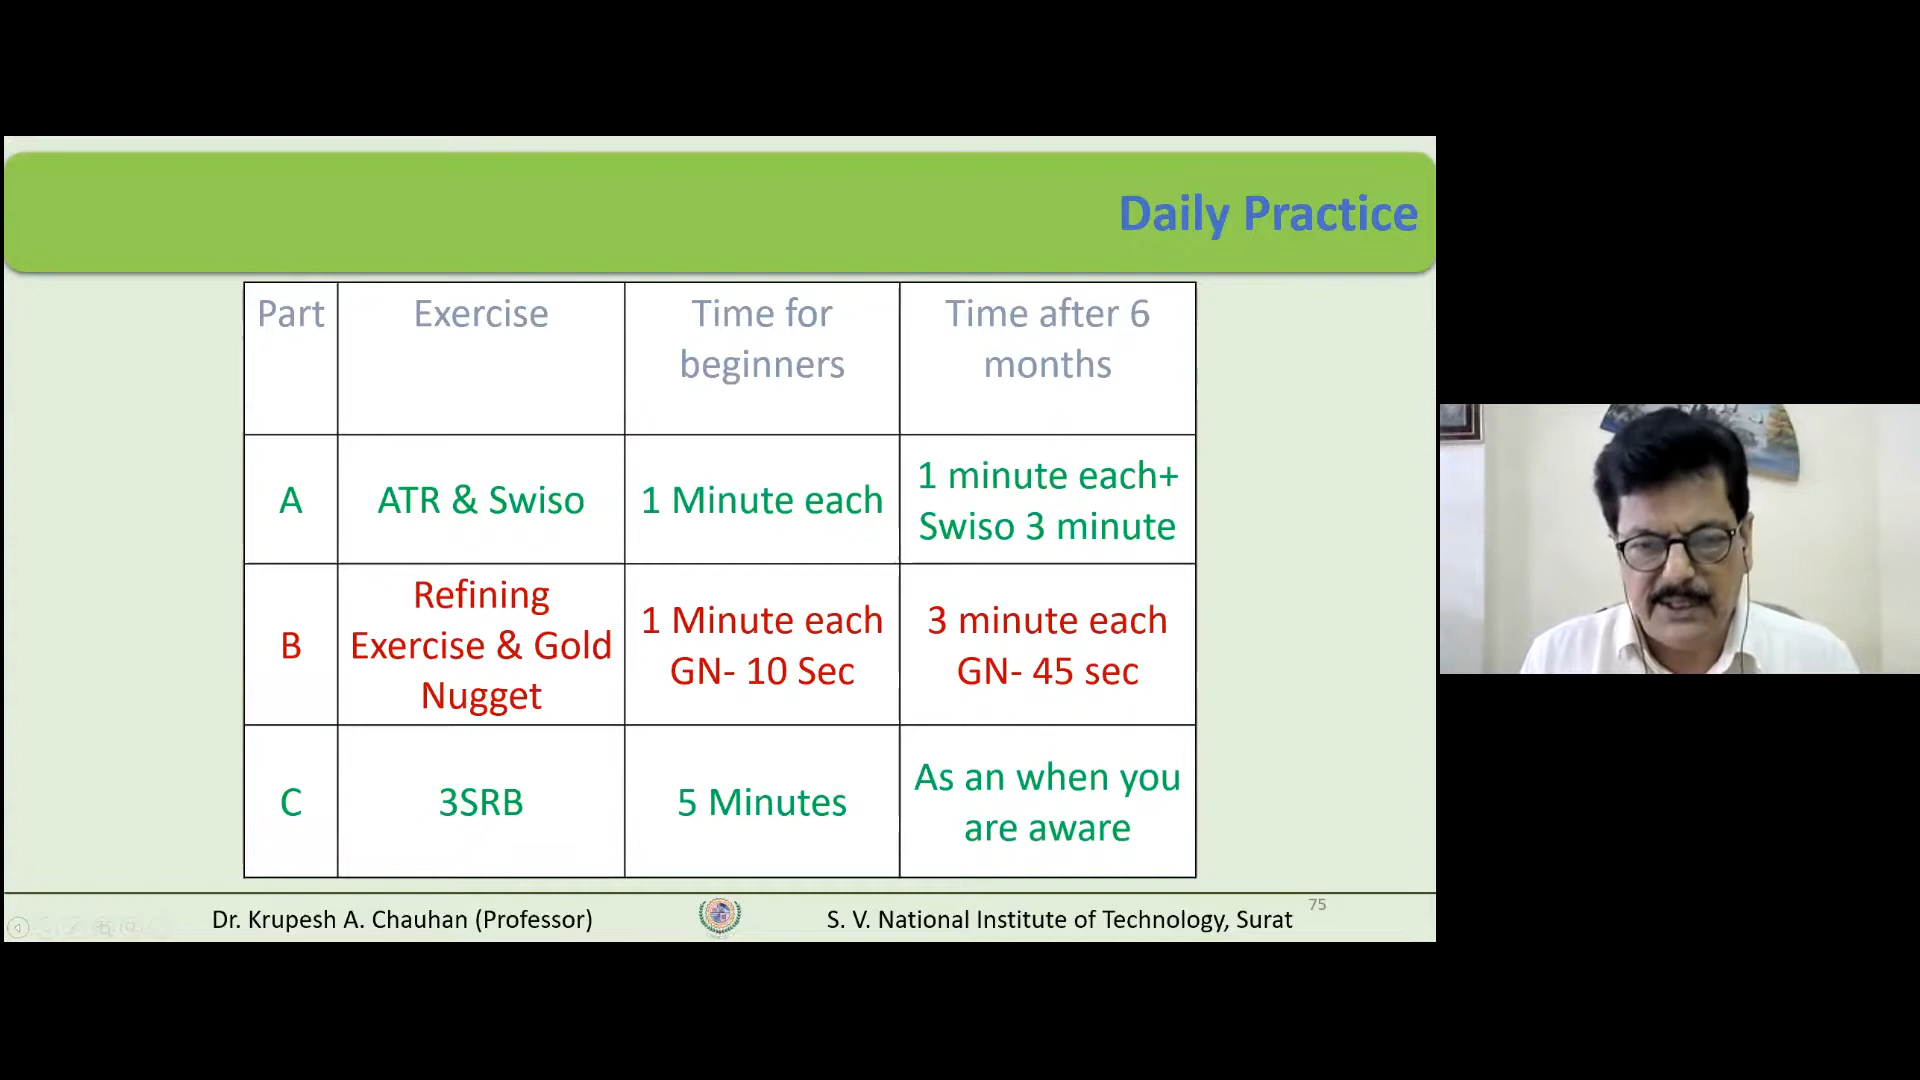 Daily Practice
Part
Exercise
Time for
beginners
Time after 6
months
A
ATR & Swiso
1 Minute each
1 minute each+
Swiso 3 minute
B
Refining
Exercise & Gold
Nugget
1 Minute each
GN- 10 Sec
3 minute each
GN- 45 sec
C
3SRB
5 Minutes
As an when you
are aware
Dr. Krupesh A. Chauhan (Professor)
S. V. National Institute of Technology, Surat
75